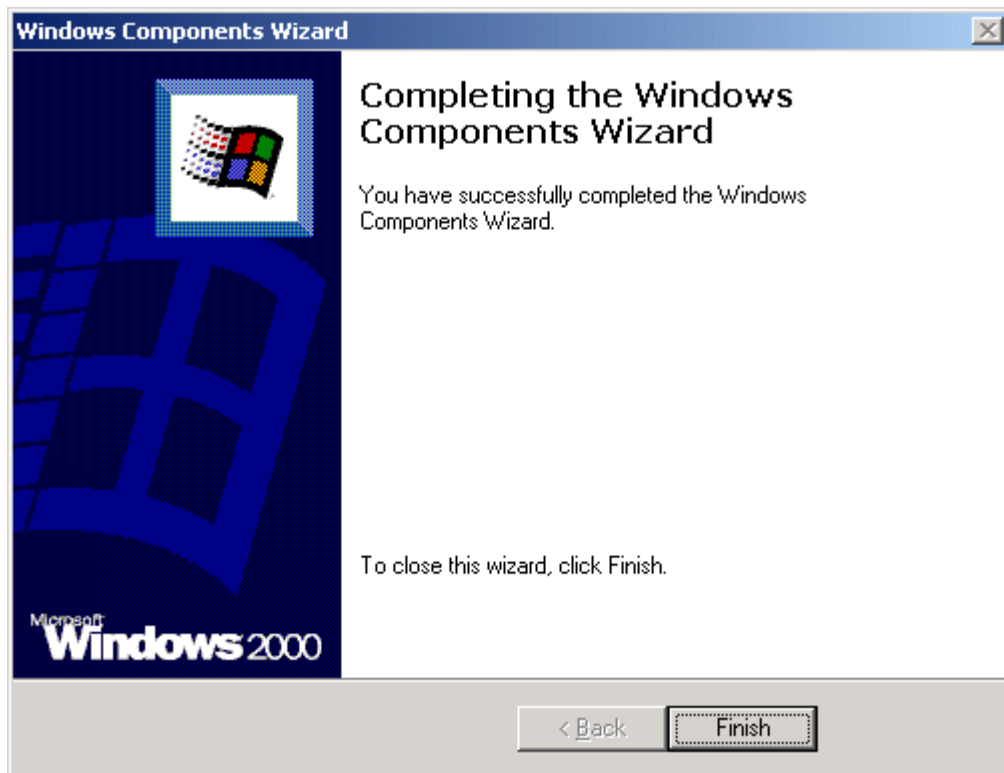 Windows Components Wizard
Completing the Windows
Components Wizard
You have successfully completed the Windows
Components Wizard.
To close this wizard, click Finish.
Microsoft
Windows 2000
< Back
Finish